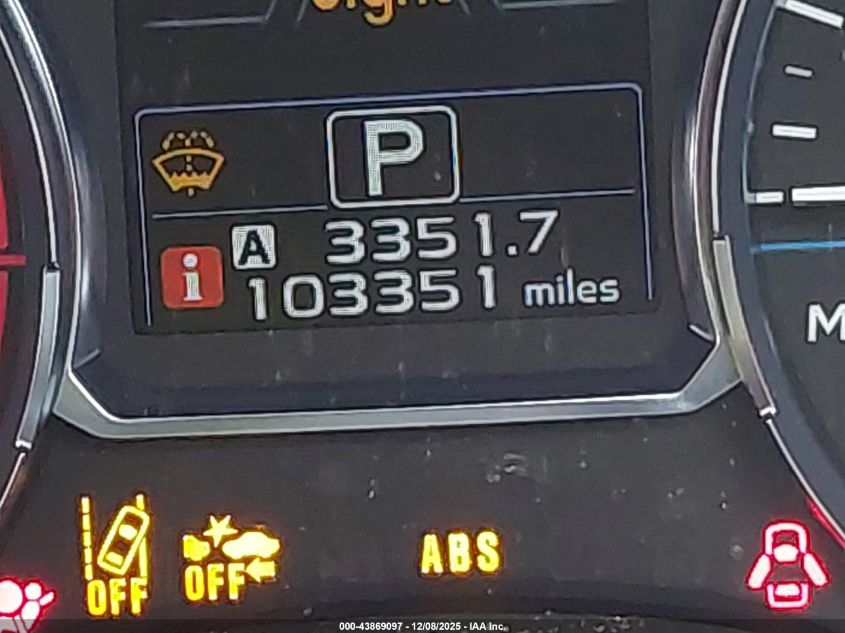 P
A 3351.7
i 103351 miles
OFF
OFF
ABS
M
000-43869097 - 12/08/2025 - IAA Inc.